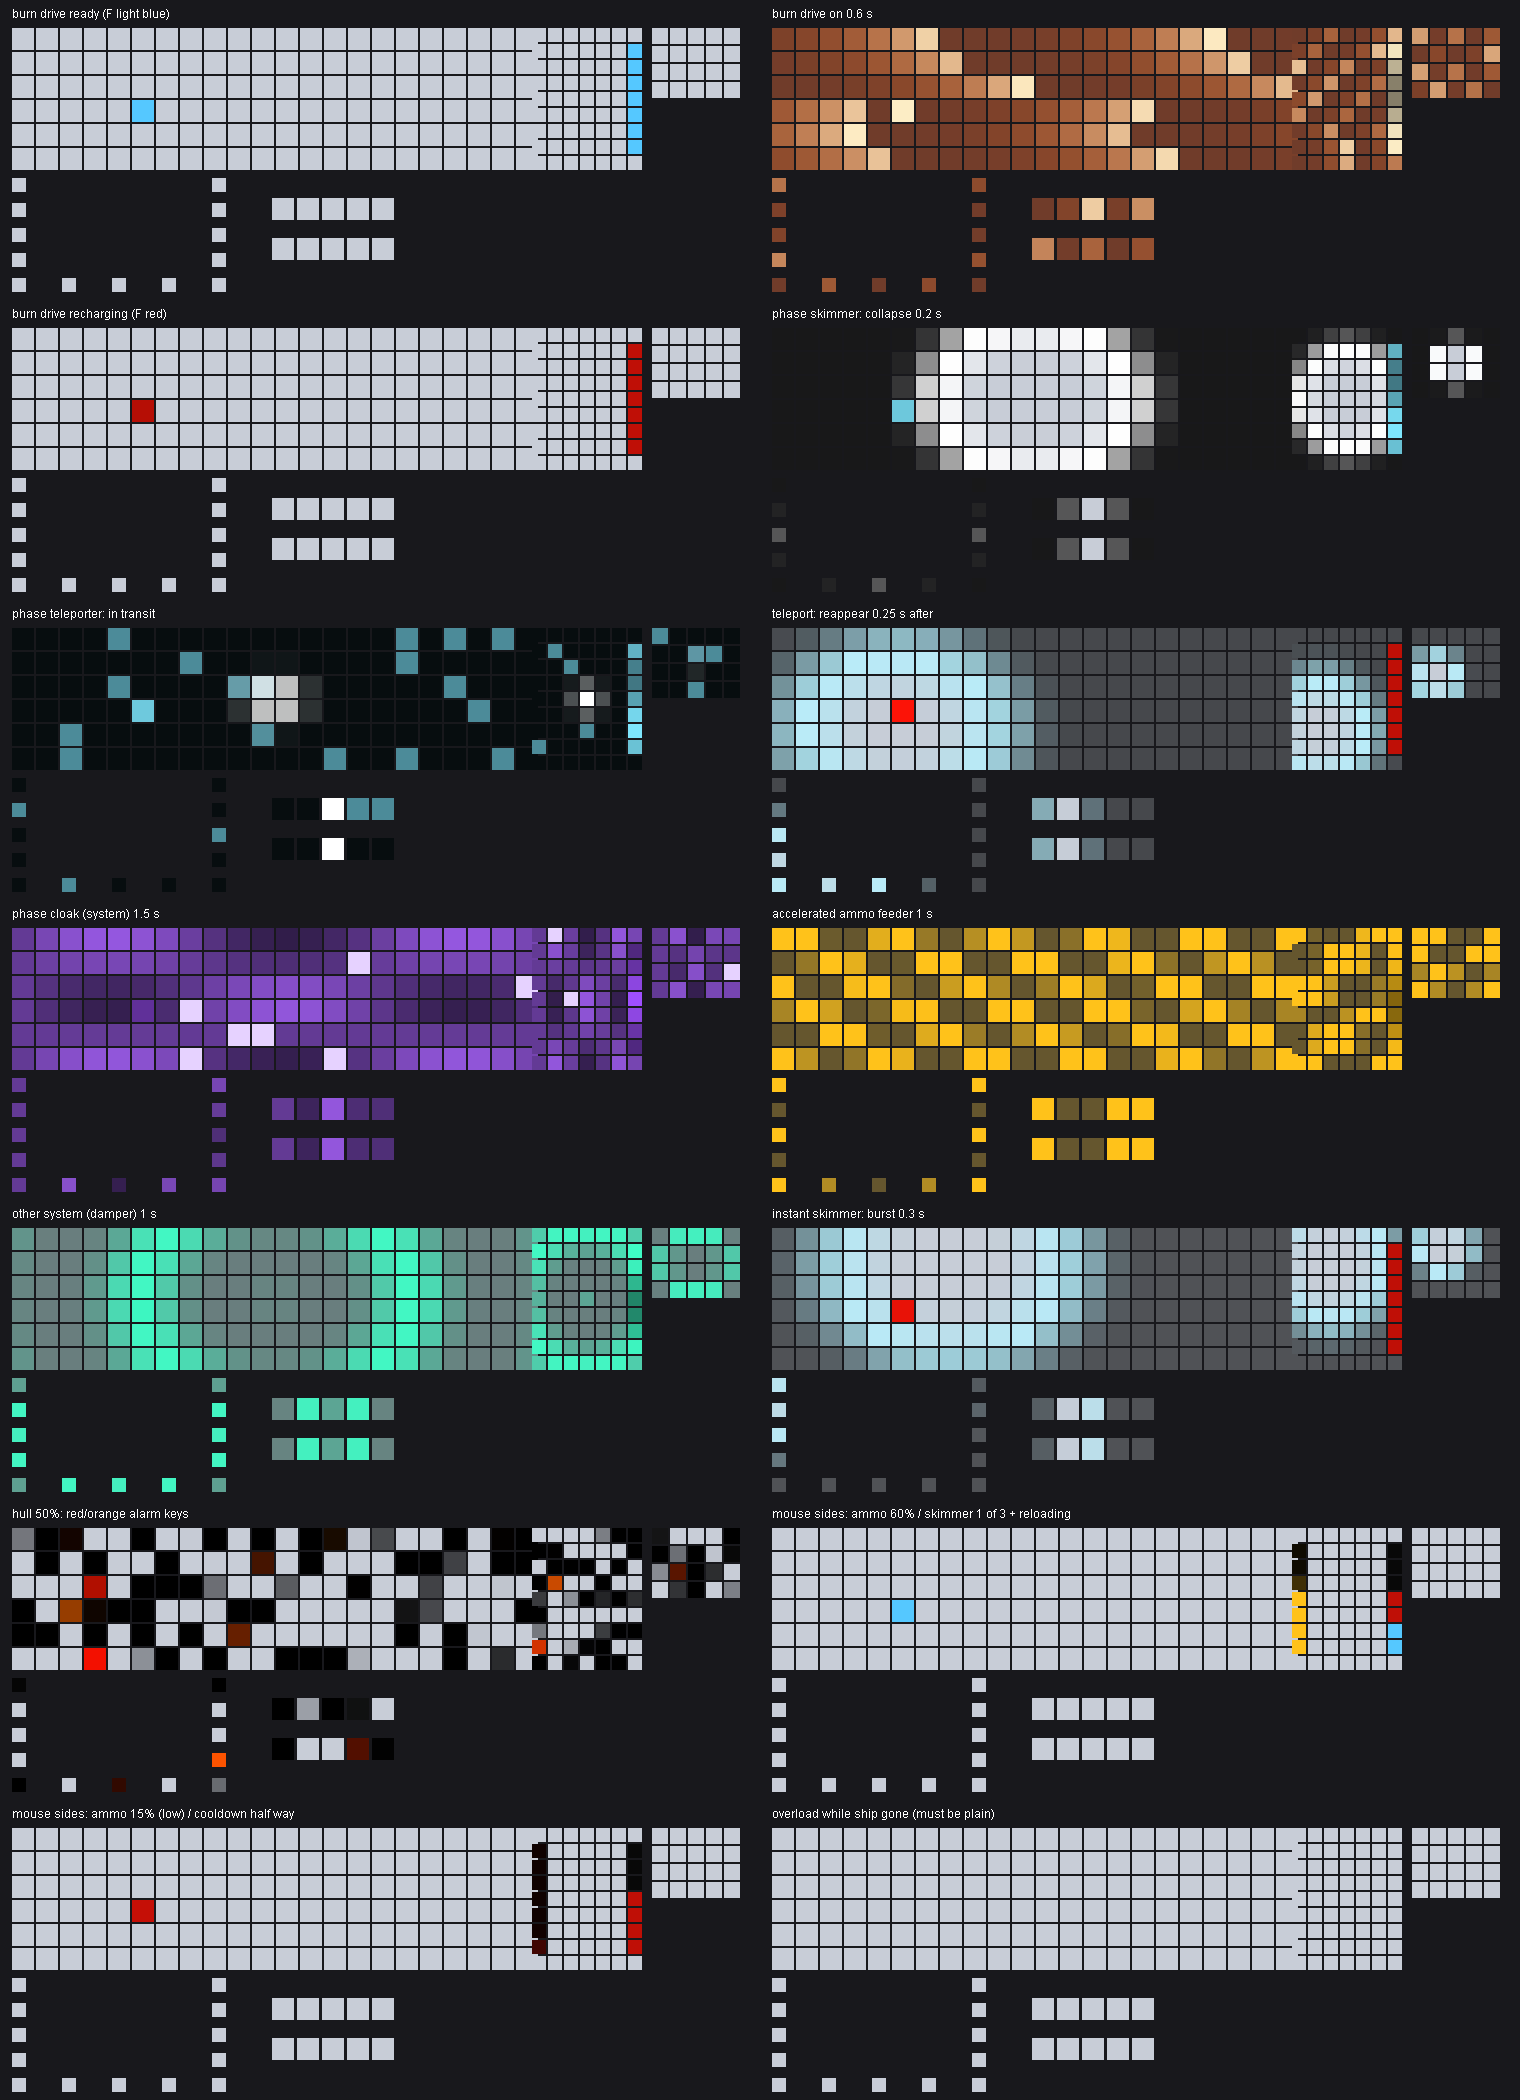 burn drive ready (F light blue)
burn drive on 0.6 s
burn drive recharging (F red)
phase skimmer: collapse 0.2 s
phase teleporter: in transit
teleport: reappear 0.25 s after
phase cloak (system) 1.5 s
accelerated ammo feeder 1 s
other system (damper) 1 s
instant skimmer: burst 0.3 s
hull 50%: red/orange alarm keys
mouse sides: ammo 60% / skimmer 1 of 3 + reloading
mouse sides: ammo 15% (low) / cooldown half way
overload while ship gone (must be plain)